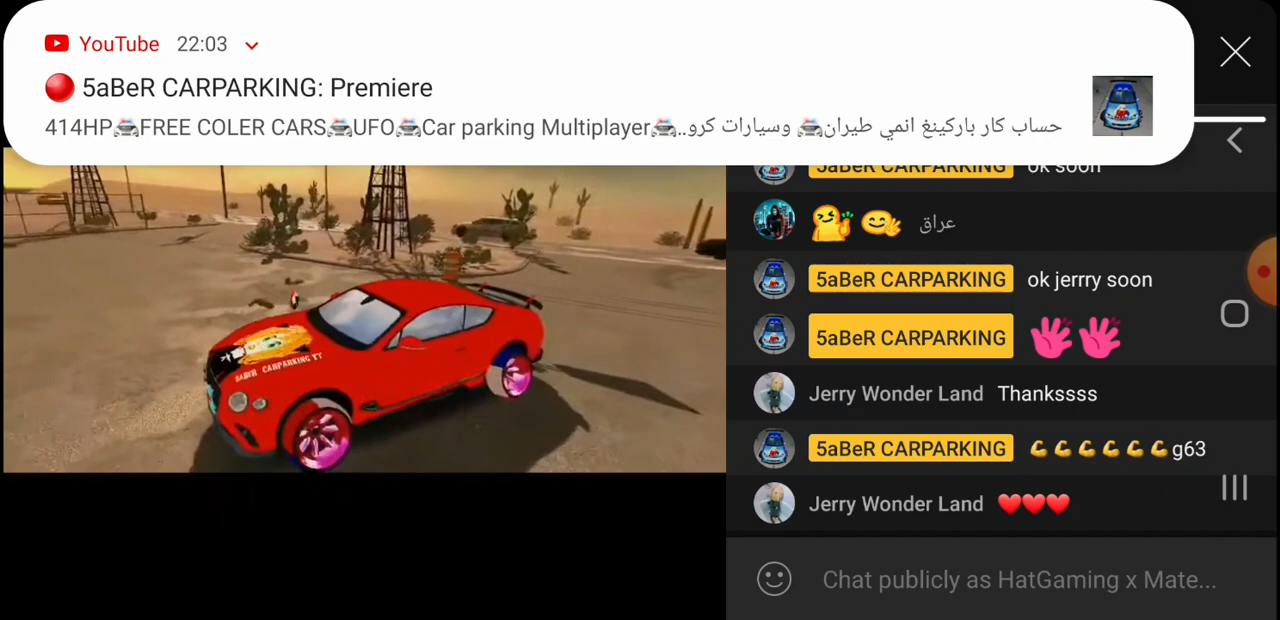 YouTube 22:03
🔴 5aBeR CARPARKING: Premiere
414HP🚔FREE COLER CARS🚔UFO🚔Car parking Multiplayer🚔..حساب كار باركينغ انمي طيران🚔 وسيارات كرو
5aBeR CARPARKING ok soon
عراق
5aBeR CARPARKING ok jerrry soon
5aBeR CARPARKING
5aBeR CARPARKING YT
Jerry Wonder Land Thankssss
5aBeR CARPARKING 💪💪💪💪💪💪g63
Jerry Wonder Land ❤️❤️❤️
Chat publicly as HatGaming x Mate...